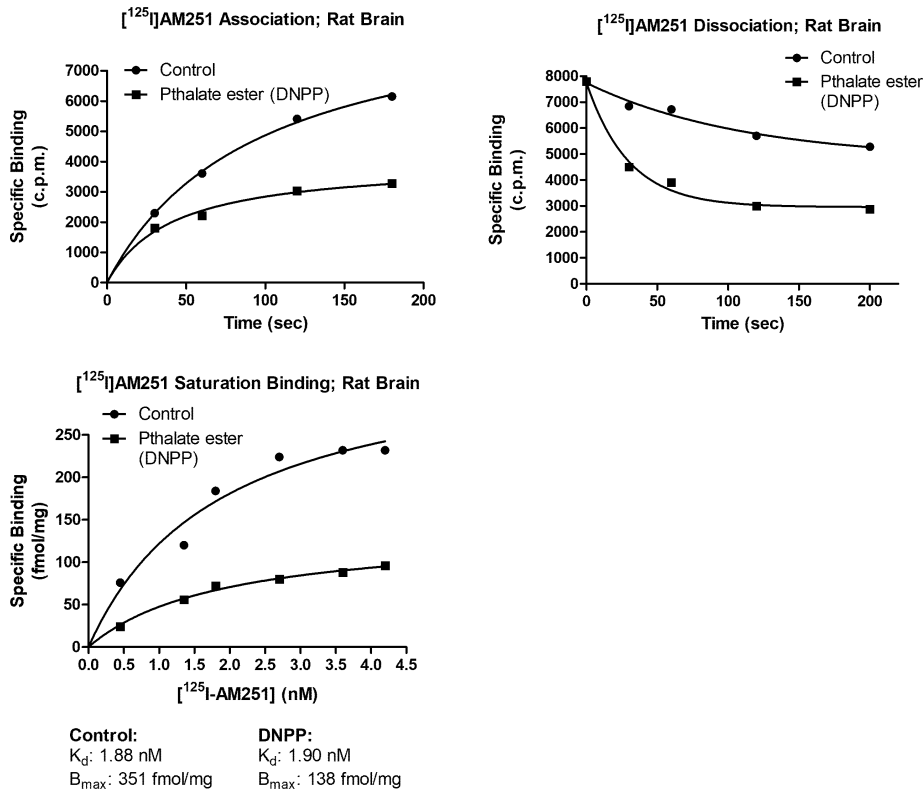 [¹²⁵I]AM251 Association; Rat Brain
Control
Pthalate ester (DNPP)
7000
6000
5000
4000
3000
2000
1000
0
Specific Binding
(c.p.m.)
0
50
100
150
200
Time (sec)
[¹²⁵I]AM251 Dissociation; Rat Brain
Control
Pthalate ester
(DNPP)
8000
7000
6000
5000
4000
3000
2000
1000
0
Specific Binding
(c.p.m.)
0
50
100
150
200
Time (sec)
[¹²⁵I]AM251 Saturation Binding; Rat Brain
Control
Pthalate ester
(DNPP)
250
200
150
100
50
0
Specific Binding
(fmol/mg)
0.0 0.5 1.0 1.5 2.0 2.5 3.0 3.5 4.0 4.5
[¹²⁵I-AM251] (nM)
Control:
K_d: 1.88 nM
B_max: 351 fmol/mg
DNPP:
K_d: 1.90 nM
B_max: 138 fmol/mg